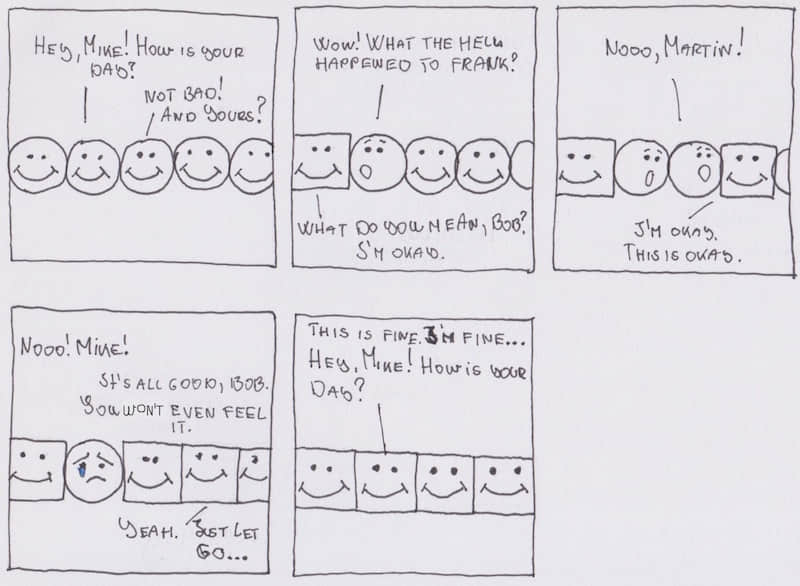 HEY, MIKE! HOW IS YOUR
DAY?
NOT BAD!
AND YOURS?
WOW! WHAT THE HELL
HAPPENED TO FRANK?
WHAT DO YOU MEAN, BOB?
I'M OKAY.
NOOO, MARTIN!
I'M OKAY.
THIS IS OKAY.
NOOO! MIKE!
IT'S ALL GOOD, BOB.
YOU WON'T EVEN FEEL
IT.
YEAH. JUST LET
GO...
THIS IS FINE. I'M FINE...
HEY, MIKE! HOW IS YOUR
DAY?